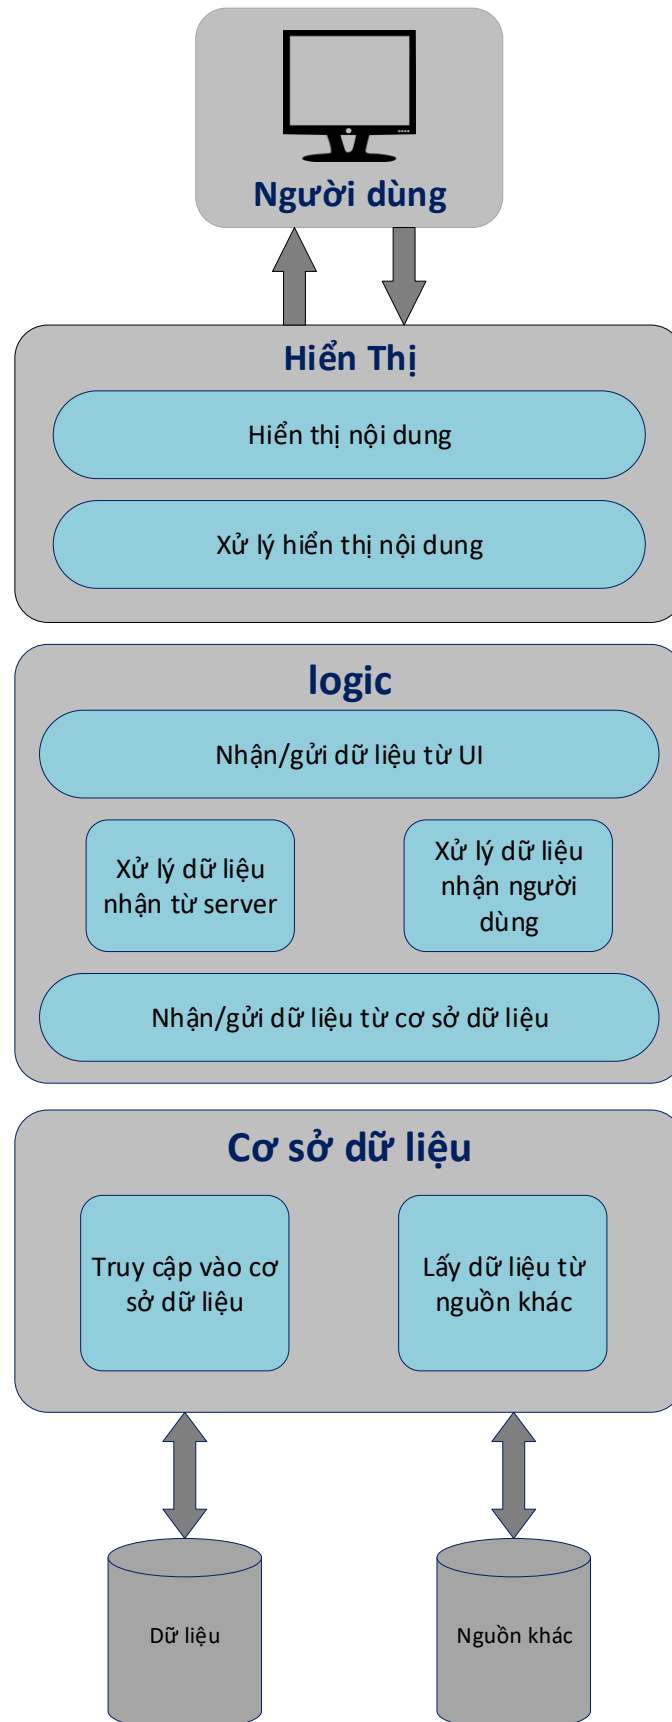 Người dùng
Hiển Thị
Hiển thị nội dung
Xử lý hiển thị nội dung
logic
Nhận/gửi dữ liệu từ UI
Xử lý dữ liệu
nhận từ server
Xử lý dữ liệu
nhận người
dùng
Nhận/gửi dữ liệu từ cơ sở dữ liệu
Cơ sở dữ liệu
Truy cập vào cơ
sở dữ liệu
Lấy dữ liệu từ
nguồn khác
Dữ liệu
Nguồn khác